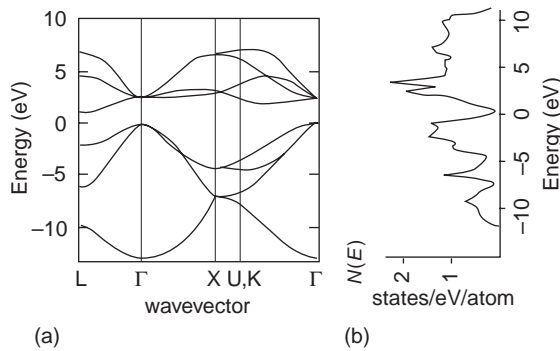 10
5
0
−5
−10
Energy (eV)
L Γ X U,K Γ
wavevector
(a)
10
5
0
−5
−10
Energy (eV)
N(E)
2 1
states/eV/atom
(b)